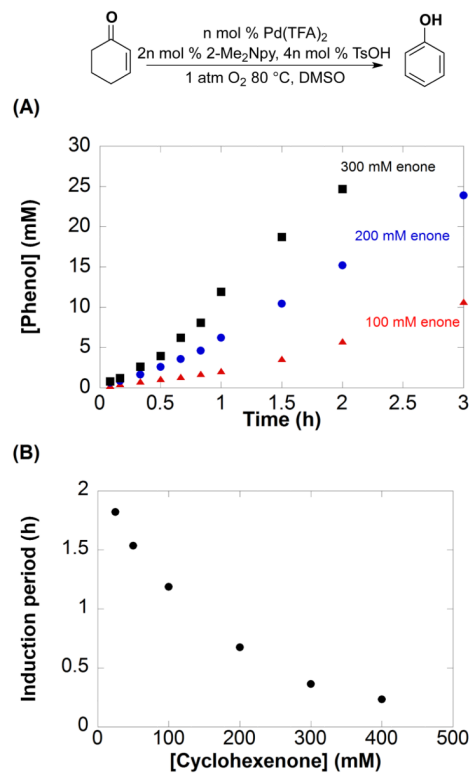 O
OH
n mol % Pd(TFA)2
2n mol % 2-Me2Npy, 4n mol % TsOH
1 atm O2 80 °C, DMSO
(A)
30
25
20
15
10
5
0
[Phenol] (mM)
300 mM enone
200 mM enone
100 mM enone
0 0.5 1 1.5 2 2.5 3
Time (h)
(B)
2
1.5
1
0.5
0
Induction period (h)
0 100 200 300 400 500
[Cyclohexenone] (mM)